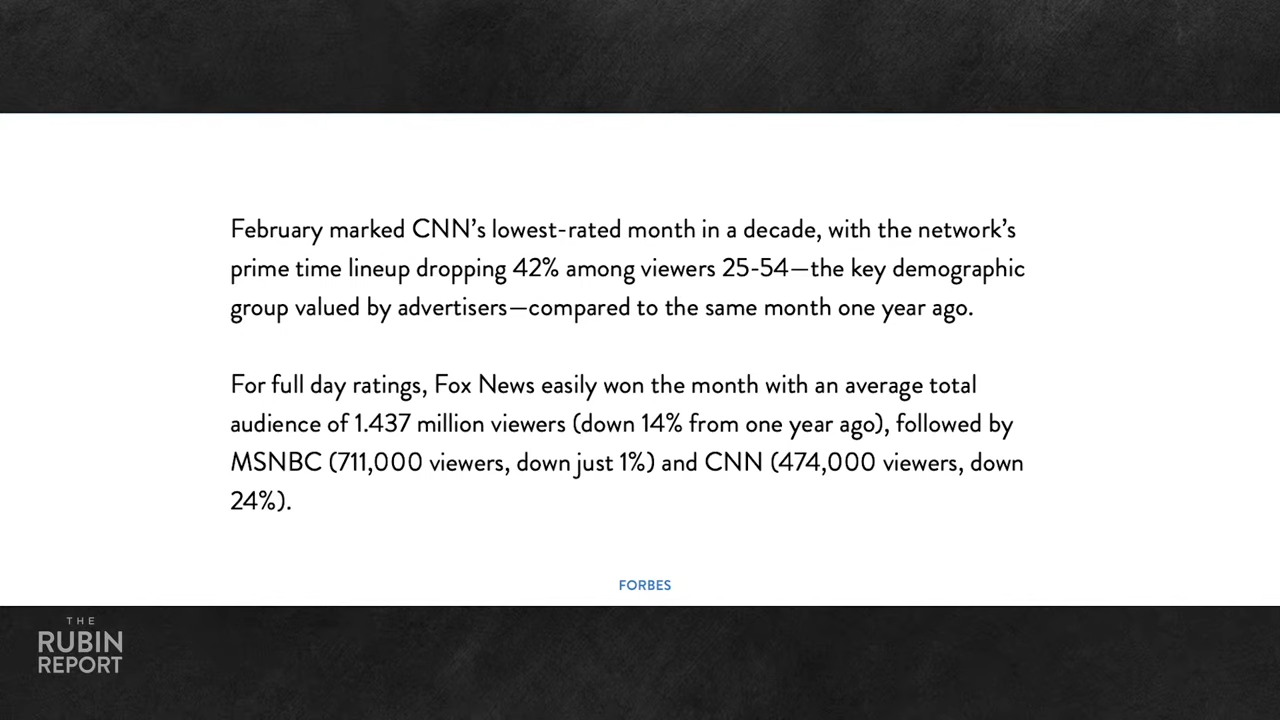 February marked CNN’s lowest-rated month in a decade, with the network’s
prime time lineup dropping 42% among viewers 25-54—the key demographic
group valued by advertisers—compared to the same month one year ago.
For full day ratings, Fox News easily won the month with an average total
audience of 1.437 million viewers (down 14% from one year ago), followed by
MSNBC (711,000 viewers, down just 1%) and CNN (474,000 viewers, down
24%).
FORBES
THE
RUBIN
REPORT